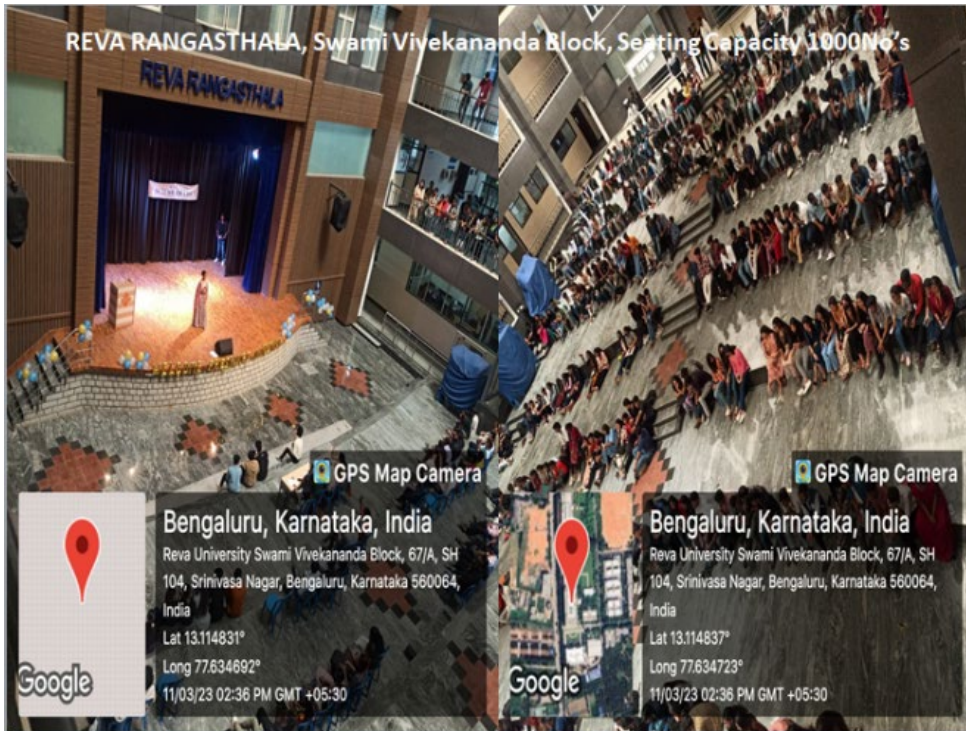 REVA RANGASTHALA, Swami Vivekananda Block, Seating Capacity 1000No's
REVA RANGASTHALA
GPS Map Camera
Bengaluru, Karnataka, India
Reva University Swami Vivekananda Block, 67/A, SH
104, Srinivasa Nagar, Bengaluru, Karnataka 560064,
India
Lat 13.114831°
Long 77.634692°
11/03/23 02:36 PM GMT +05:30
Google
GPS Map Camera
Bengaluru, Karnataka, India
Reva University Swami Vivekananda Block, 67/A, SH
104, Srinivasa Nagar, Bengaluru, Karnataka 560064,
India
Lat 13.114837°
Long 77.634723°
11/03/23 02:36 PM GMT +05:30
Google